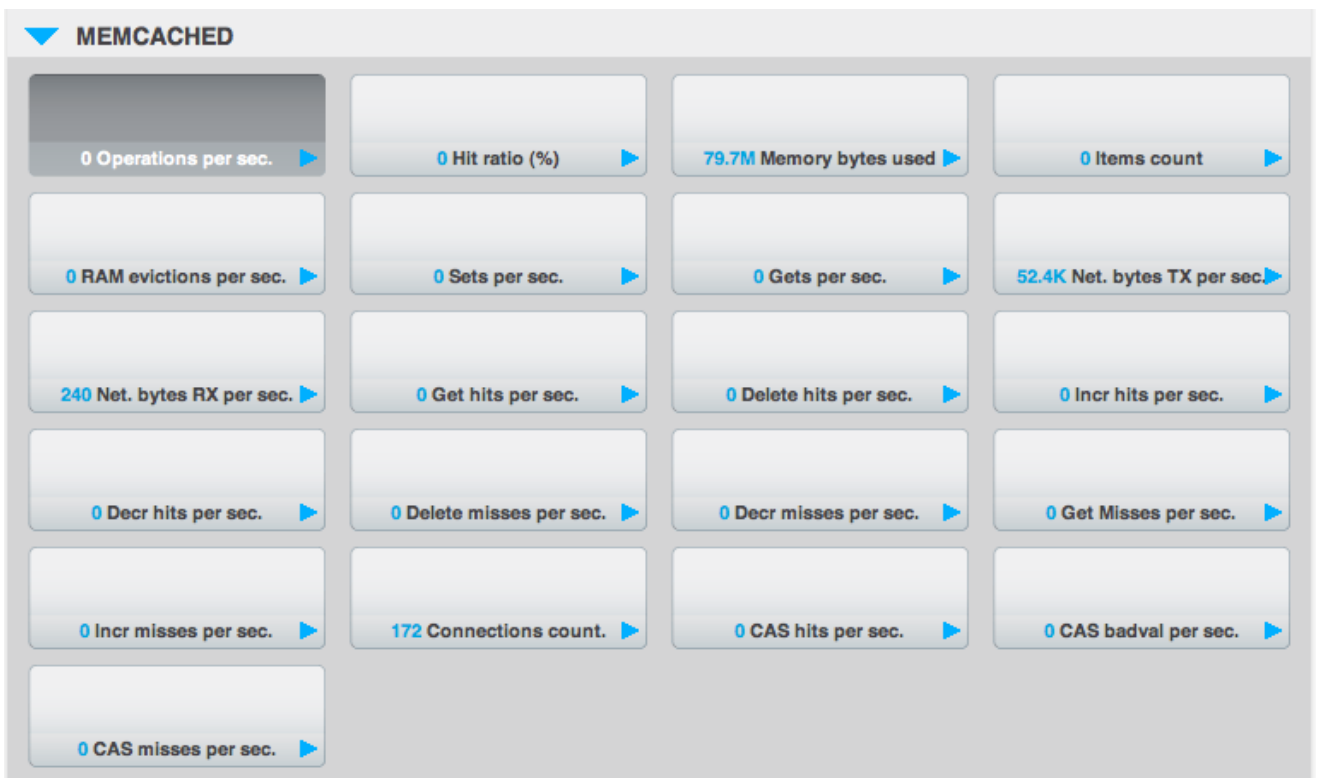 MEMCACHED
0 Operations per sec.
0 Hit ratio (%)
79.7M Memory bytes used
0 Items count
0 RAM evictions per sec.
0 Sets per sec.
0 Gets per sec.
52.4K Net. bytes TX per sec.
240 Net. bytes RX per sec.
0 Get hits per sec.
0 Delete hits per sec.
0 Incr hits per sec.
0 Decr hits per sec.
0 Delete misses per sec.
0 Decr misses per sec.
0 Get Misses per sec.
0 Incr misses per sec.
172 Connections count.
0 CAS hits per sec.
0 CAS badval per sec.
0 CAS misses per sec.